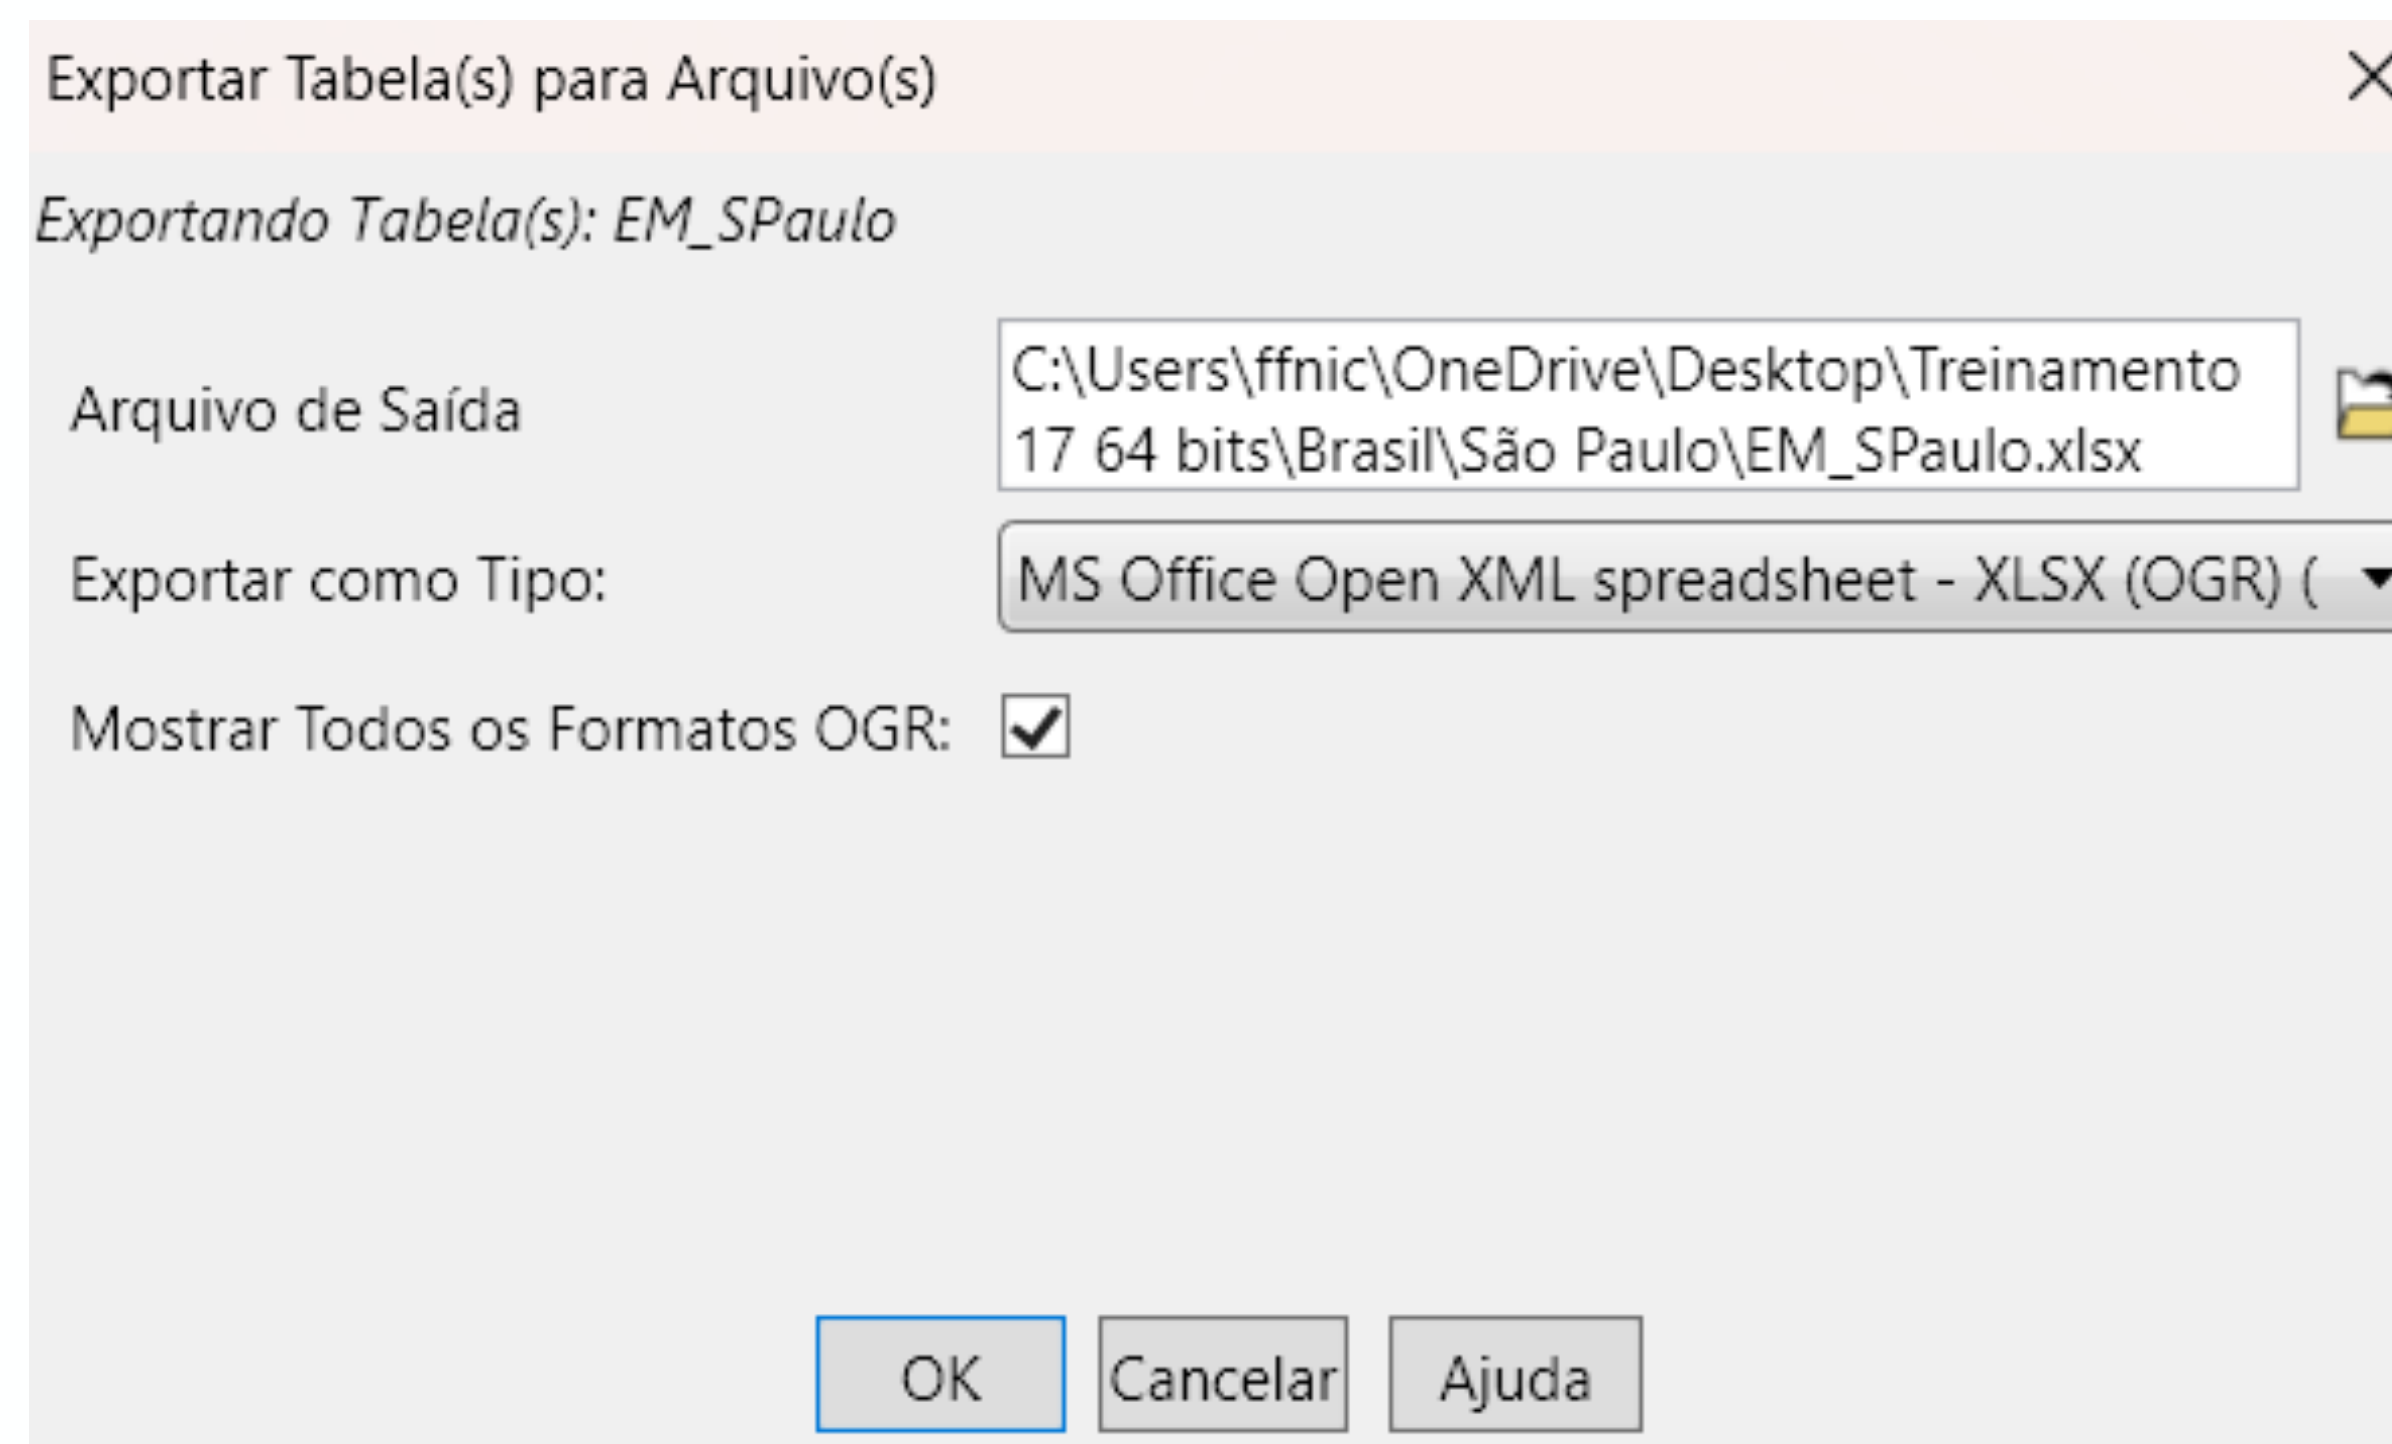 Exportar Tabela(s) para Arquivo(s)
Exportando Tabela(s): EM_SPaulo
Arquivo de Saída
C:\Users\ffnic\OneDrive\Desktop\Treinamento
17 64 bits\Brasil\São Paulo\EM_SPaulo.xlsx
Exportar como Tipo:
MS Office Open XML spreadsheet - XLSX (OGR) (
Mostrar Todos os Formatos OGR:
OK
Cancelar
Ajuda